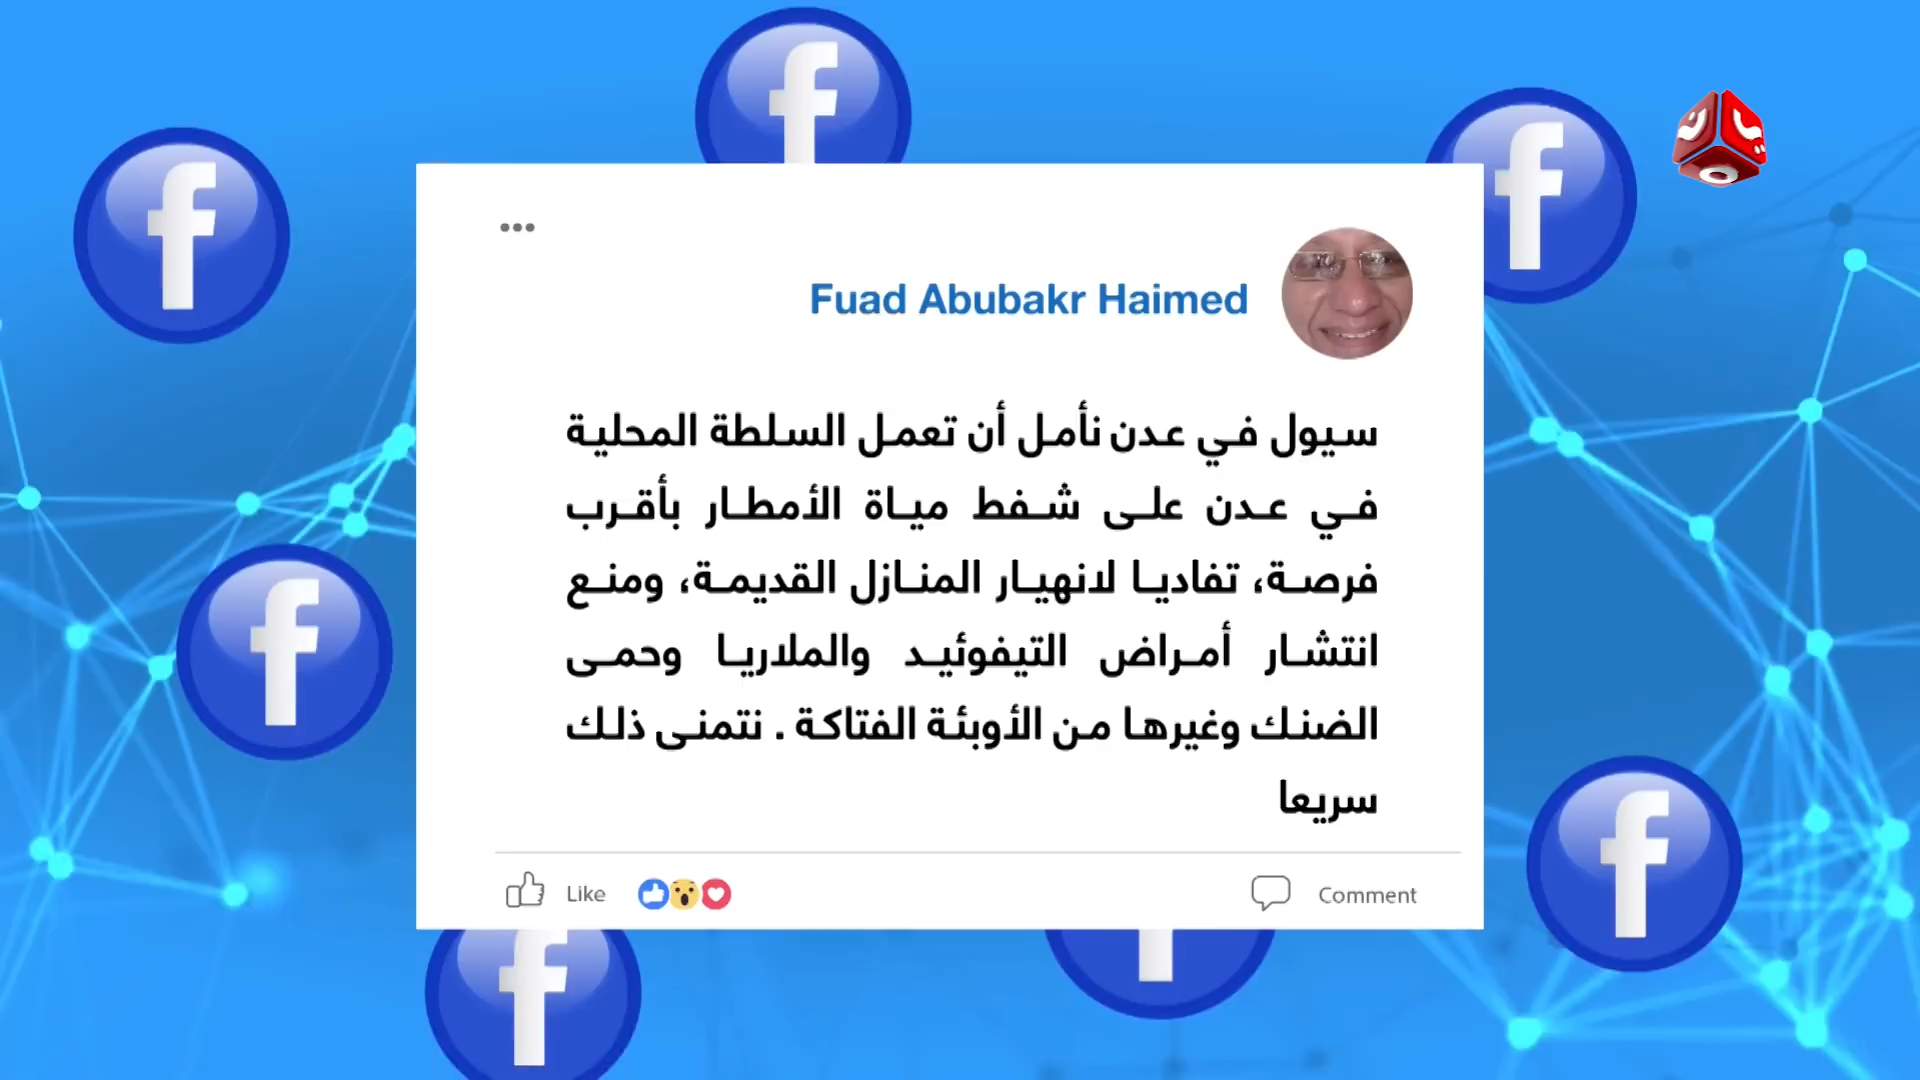 Fuad Abubakr Haimed
سيول في عدن نأمل أن تعمل السلطة المحلية
في عدن على شفط مياة الأمطار بأقرب
فرصة، تفاديا لانهيار المنازل القديمة، ومنع
انتشار أمراض التيفوئيد والملاريا وحمى
الضنك وغيرها من الأوبئة الفتاكة . نتمنى ذلك
سريعا
Like
Comment